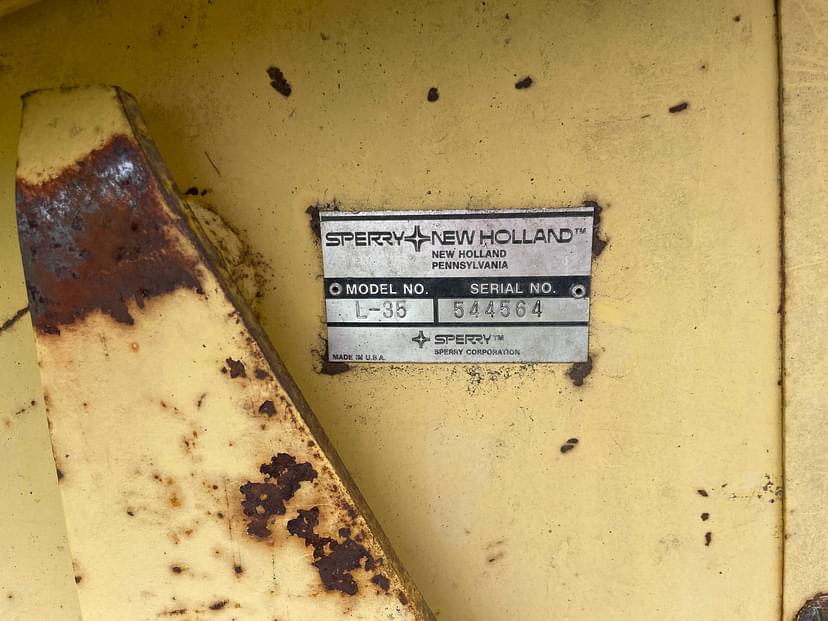 SPERRY NEW HOLLAND™
NEW HOLLAND
PENNSYLVANIA
MODEL NO. SERIAL NO.
L-35 544564
SPERRY™
SPERRY CORPORATION
MADE IN U.S.A.